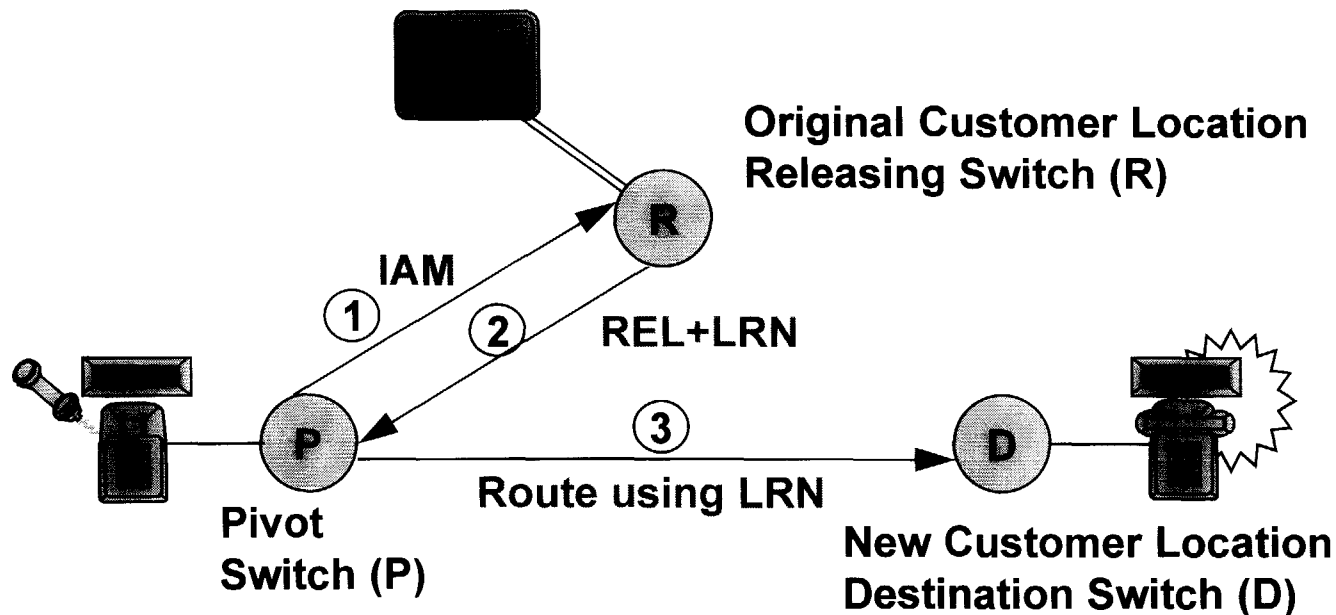 Original Customer Location
Releasing Switch (R)
R
IAM
1
2
REL+LRN
P
3
D
Route using LRN
Pivot
Switch (P)
New Customer Location
Destination Switch (D)